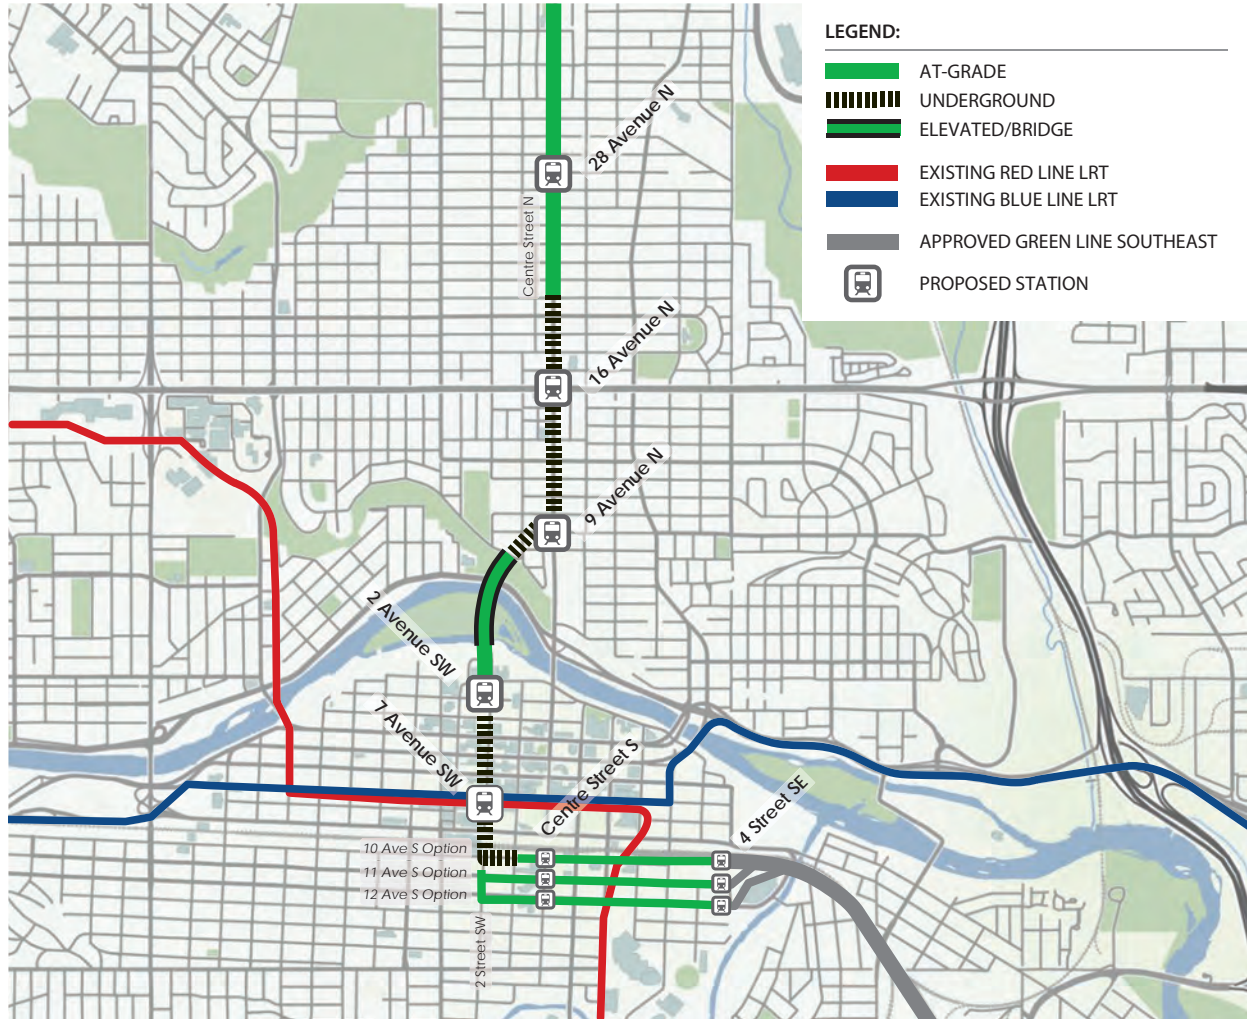 LEGEND:
AT-GRADE
UNDERGROUND
ELEVATED/BRIDGE
EXISTING RED LINE LRT
EXISTING BLUE LINE LRT
APPROVED GREEN LINE SOUTHEAST
PROPOSED STATION
28 Avenue N
Centre Street N
16 Avenue N
9 Avenue N
2 Avenue SW
7 Avenue SW
Centre Street S
4 Street SE
10 Ave S Option
11 Ave S Option
12 Ave S Option
2 Street SW